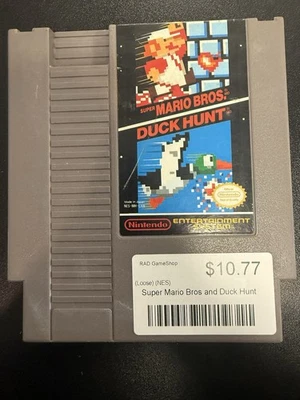 SUPER MARIO BROS.
DUCK HUNT
Nintendo
ENTERTAINMENT
SYSTEM
RAD GameShop
$10.77
(Loose) (NES)
Super Mario Bros and Duck Hunt